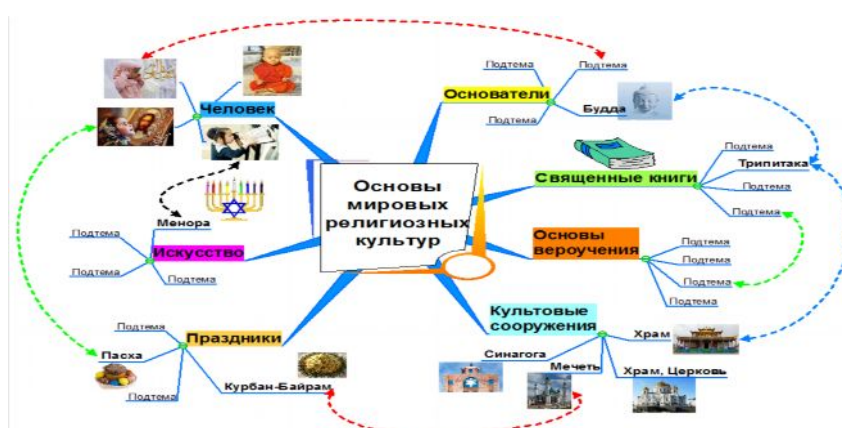 Основы
мировых
религиозных
культур
Человек
Основатели
Подтема
Подтема
Подтема
Будда
Священные книги
Подтема
Трипитака
Подтема
Подтема
Основы
вероучения
Подтема
Подтема
Подтема
Подтема
Культовые
сооружения
Храм
Синагога
Мечеть
Храм, Церковь
Искусство
Менора
Подтема
Подтема
Подтема
Праздники
Подтема
Пасха
Подтема
Курбан-Байрам